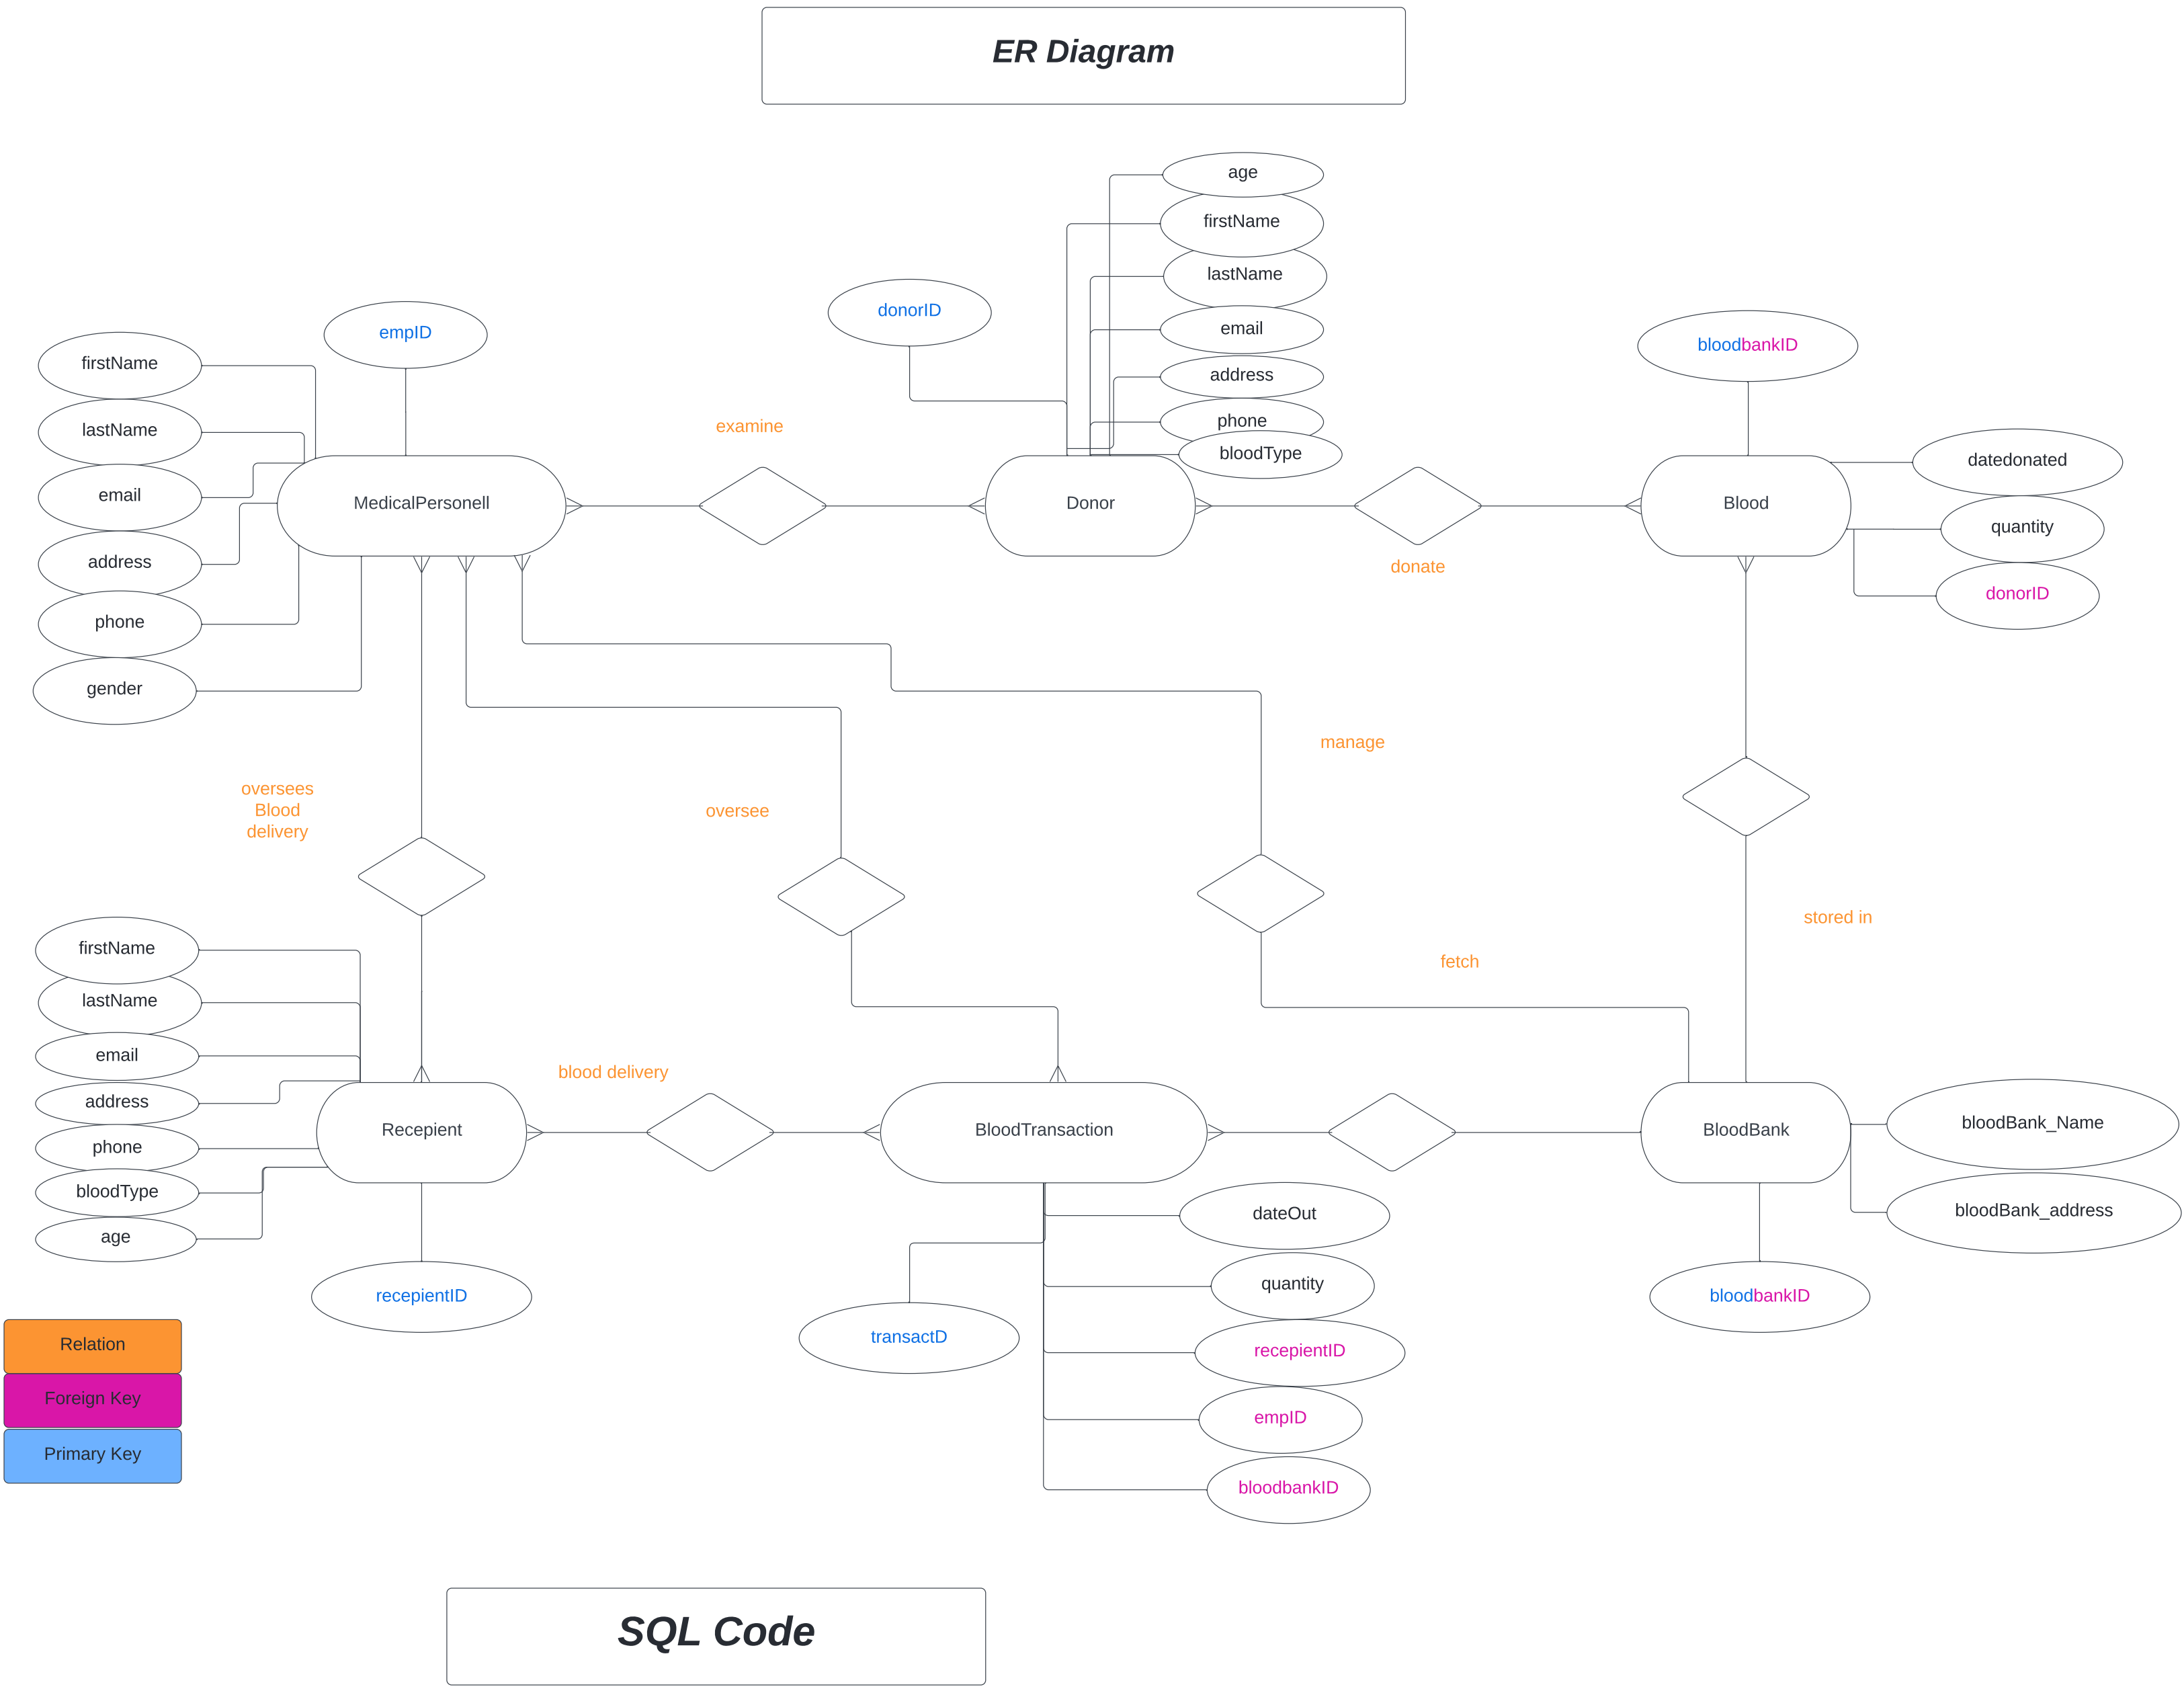 ER Diagram
age
firstName
lastName
email
address
phone
bloodType
donorID
empID
bloodbankID
firstName
lastName
email
address
phone
gender
MedicalPersonell
examine
Donor
donate
Blood
datedonated
quantity
donorID
manage
oversees
Blood
delivery
oversee
stored in
fetch
firstName
lastName
email
address
phone
bloodType
age
blood delivery
Recepient
BloodTransaction
BloodBank
bloodBank_Name
bloodBank_address
recepientID
transactD
dateOut
quantity
recepientID
empID
bloodbankID
bloodbankID
Relation
Foreign Key
Primary Key
SQL Code